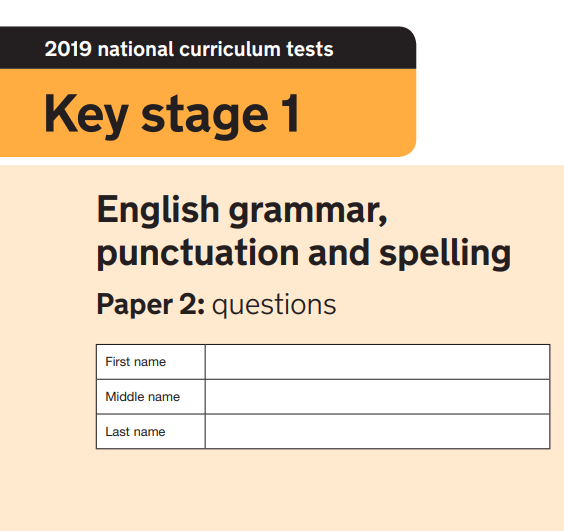 2019 national curriculum tests
Key stage 1
English grammar,
punctuation and spelling
Paper 2: questions
First name
Middle name
Last name